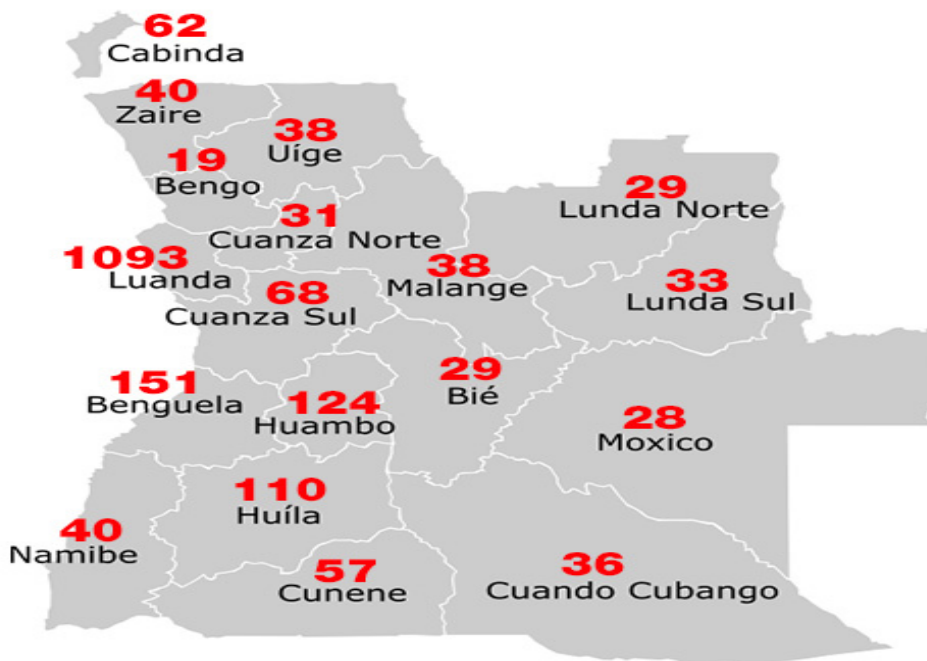 62
Cabinda
40
Zaire
38
Uíge
19
Bengo
29
Lunda Norte
31
Cuanza Norte
1093
Luanda
38
Malange
33
Lunda Sul
68
Cuanza Sul
29
Bié
151
Benguela
124
Huambo
28
Moxico
110
Huíla
40
Namibe
57
Cunene
36
Cuando Cubango